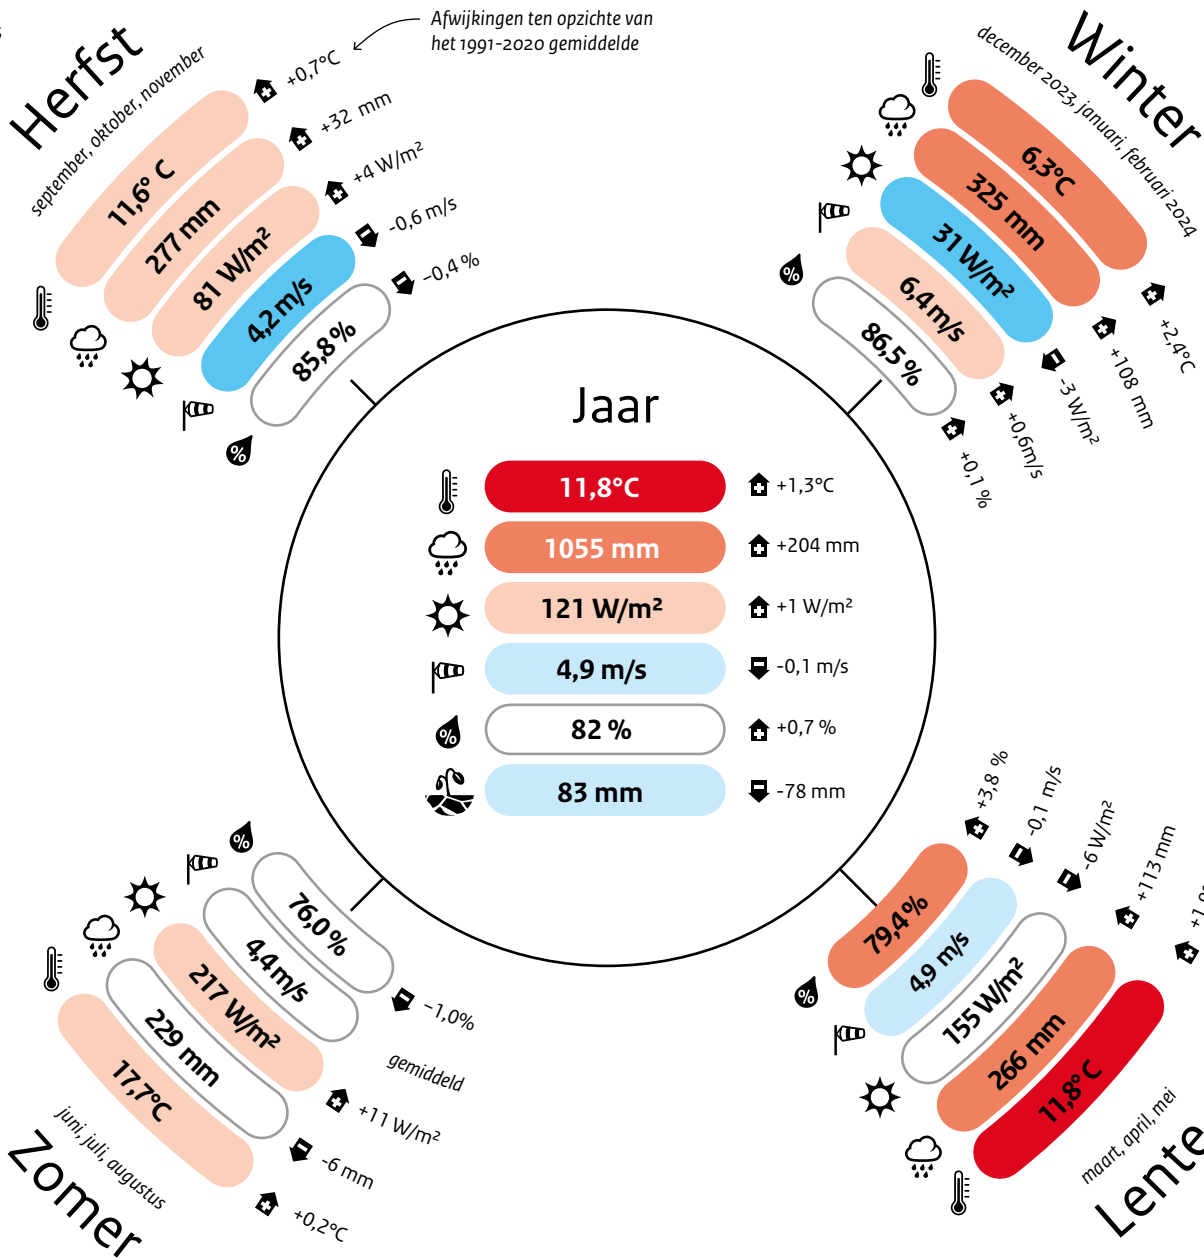 s
Afwijkingen ten opzichte van
het 1991-2020 gemiddelde
Herfst
september, oktober, november
11,6° C
+0,7°C
277 mm
+32 mm
81 W/m²
+4 W/m²
4,2 m/s
-0,6 m/s
85,8 %
-0,4 %
Winter
december 2023, januari, februari 2024
6,3°C
+2,4°C
325 mm
+108 mm
31 W/m²
-3 W/m²
6,4 m/s
+0,6m/s
86,5 %
+0,1 %
Jaar
11,8°C
+1,3°C
1055 mm
+204 mm
121 W/m²
+1 W/m²
4,9 m/s
-0,1 m/s
82 %
+0,7 %
83 mm
-78 mm
76,0 %
-1,0%
4,4 m/s
gemiddeld
217 W/m²
+11 W/m²
229 mm
-6 mm
17,7°C
+0,2°C
juni, juli, augustus
Zomer
79,4 %
+3,8 %
4,9 m/s
-0,1 m/s
155 W/m²
-6 W/m²
266 mm
+113 mm
11,8° C
maart, april, mei
Lente